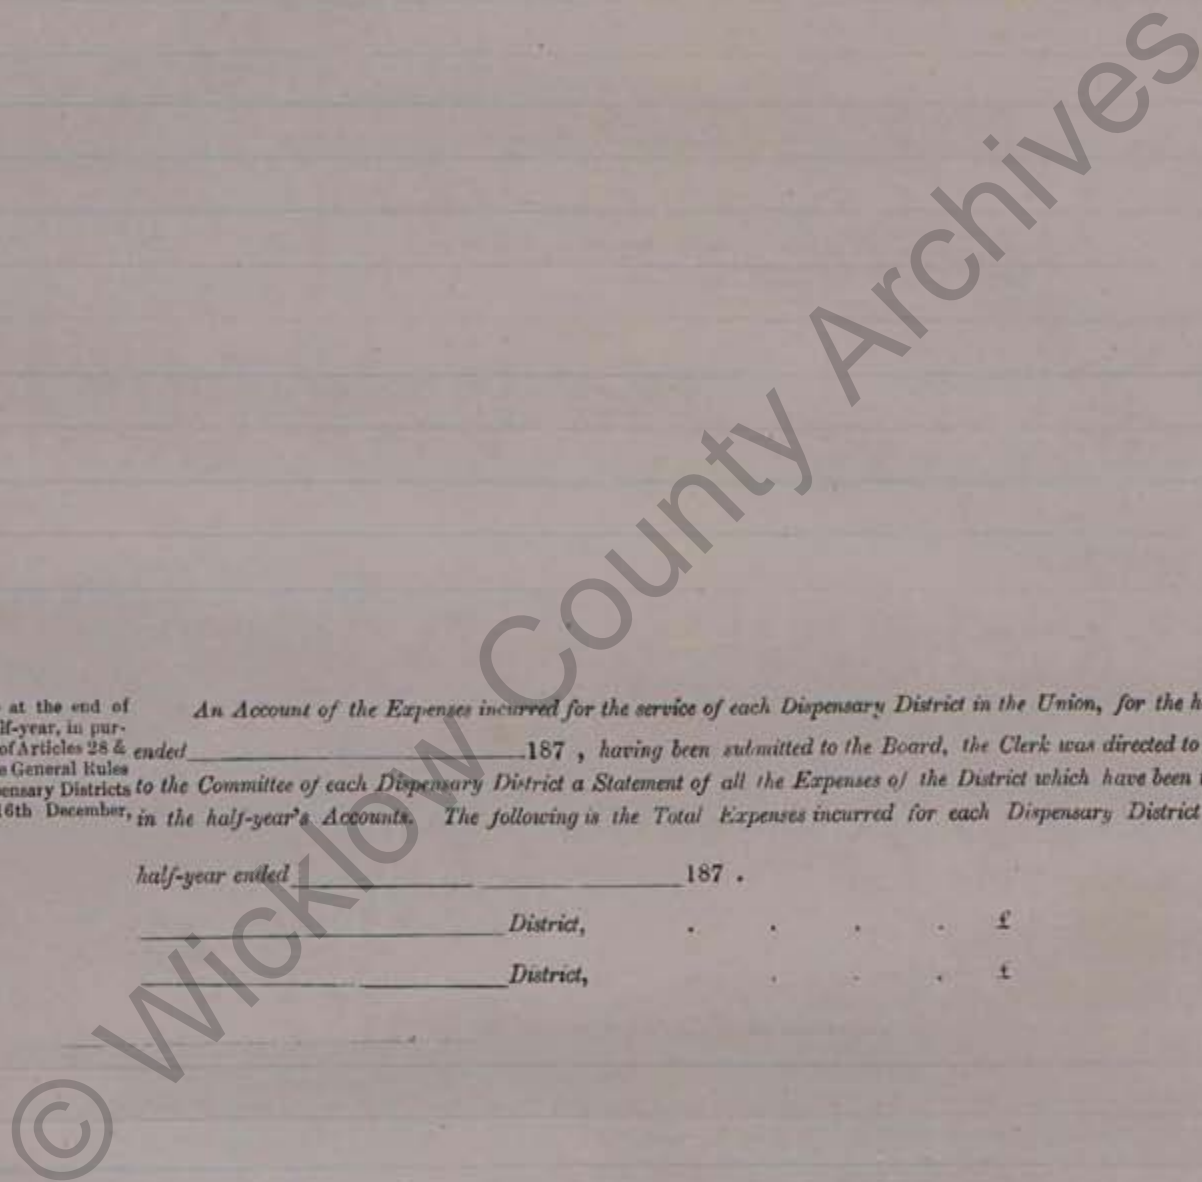 at the end of
lf-year, in pur-
of Articles 28 &
e General Rules
pensary Districts
16th December,
An Account of the Expenses incurred for the service of each Dispensary District in the Union, for the h
ended 187 , having been submitted to the Board, the Clerk was directed to
to the Committee of each Dispensary District a Statement of all the Expenses of the District which have been
in the half-year's Accounts. The following is the Total Expenses incurred for each Dispensary District
half-year ended 187 .
District, . . . . £
District, . . . £
© Wicklow County Archives